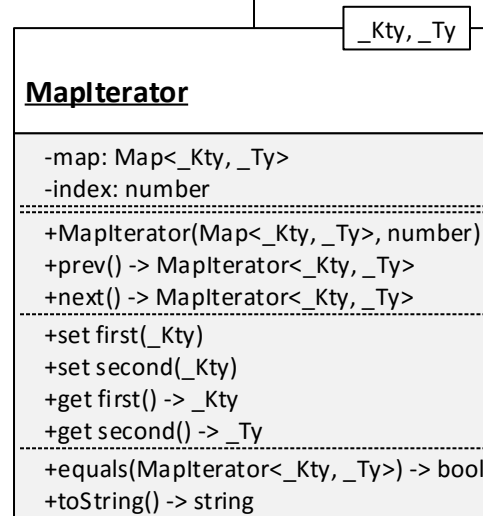 _Kty, _Ty
MapIterator
-map: Map<_Kty, _Ty>
-index: number
+MapIterator(Map<_Kty, _Ty>, number)
+prev() -> MapIterator<_Kty, _Ty>
+next() -> MapIterator<_Kty, _Ty>
+set first(_Kty)
+set second(_Kty)
+get first() -> _Kty
+get second() -> _Ty
+equals(MapIterator<_Kty, _Ty>) -> bool
+toString() -> string